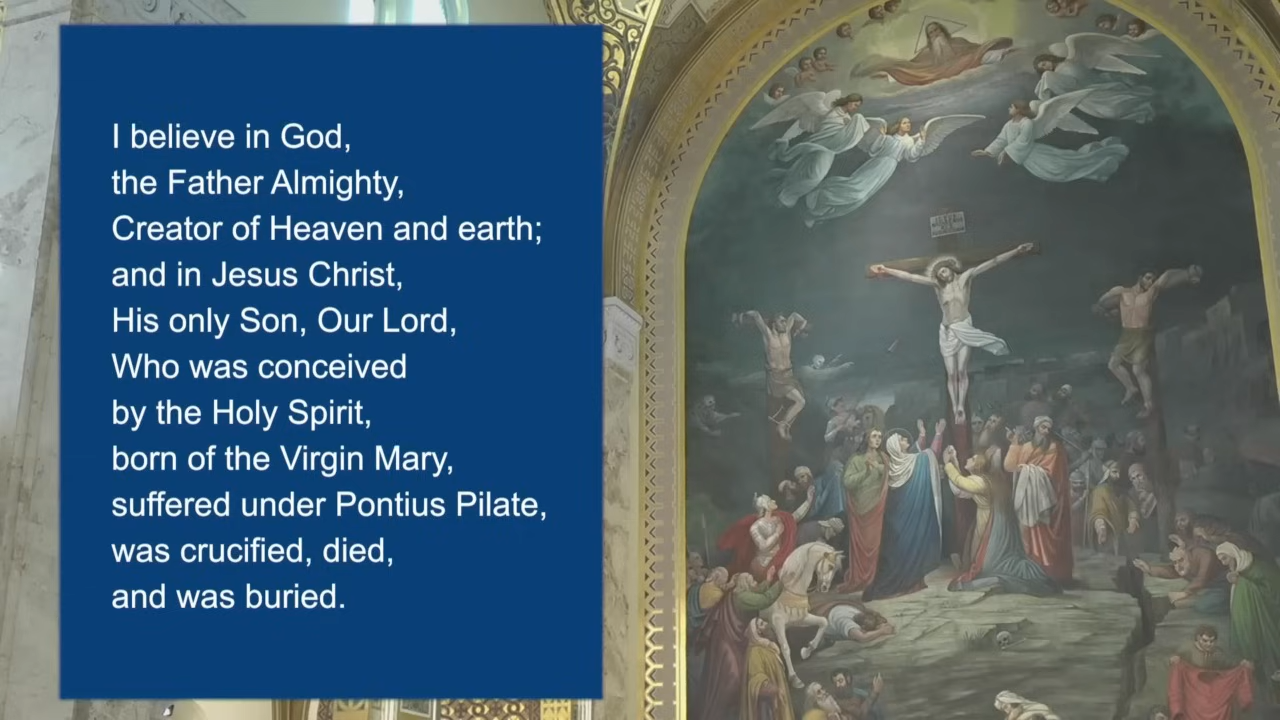 I believe in God,
the Father Almighty,
Creator of Heaven and earth;
and in Jesus Christ,
His only Son, Our Lord,
Who was conceived
by the Holy Spirit,
born of the Virgin Mary,
suffered under Pontius Pilate,
was crucified, died,
and was buried.